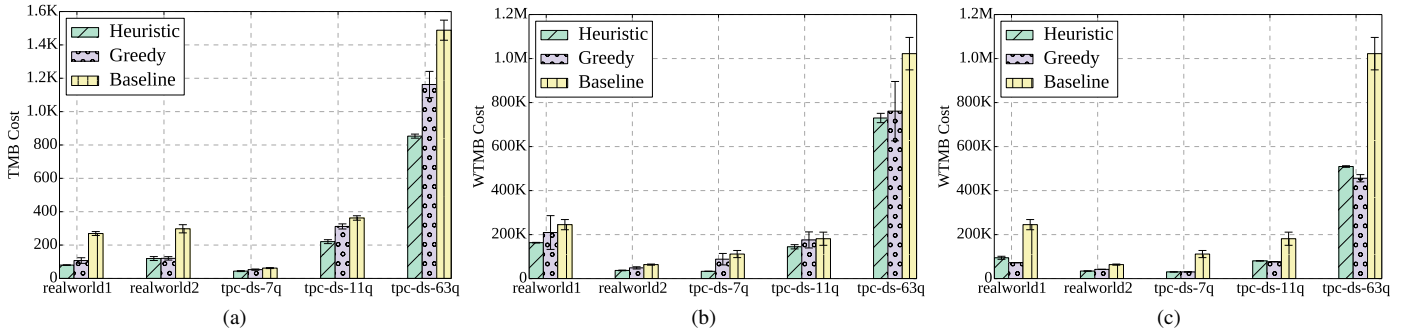 1.6K
1.4K
1.2K
1.0K
800
600
400
200
0
TMB Cost
Heuristic
Greedy
Baseline
realworld1 realworld2 tpc-ds-7q tpc-ds-11q tpc-ds-63q
(a)
1.2M
1.0M
800K
600K
400K
200K
0
WTMB Cost
Heuristic
Greedy
Baseline
realworld1 realworld2 tpc-ds-7q tpc-ds-11q tpc-ds-63q
(b)
1.2M
1.0M
800K
600K
400K
200K
0
WTMB Cost
Heuristic
Greedy
Baseline
realworld1 realworld2 tpc-ds-7q tpc-ds-11q tpc-ds-63q
(c)